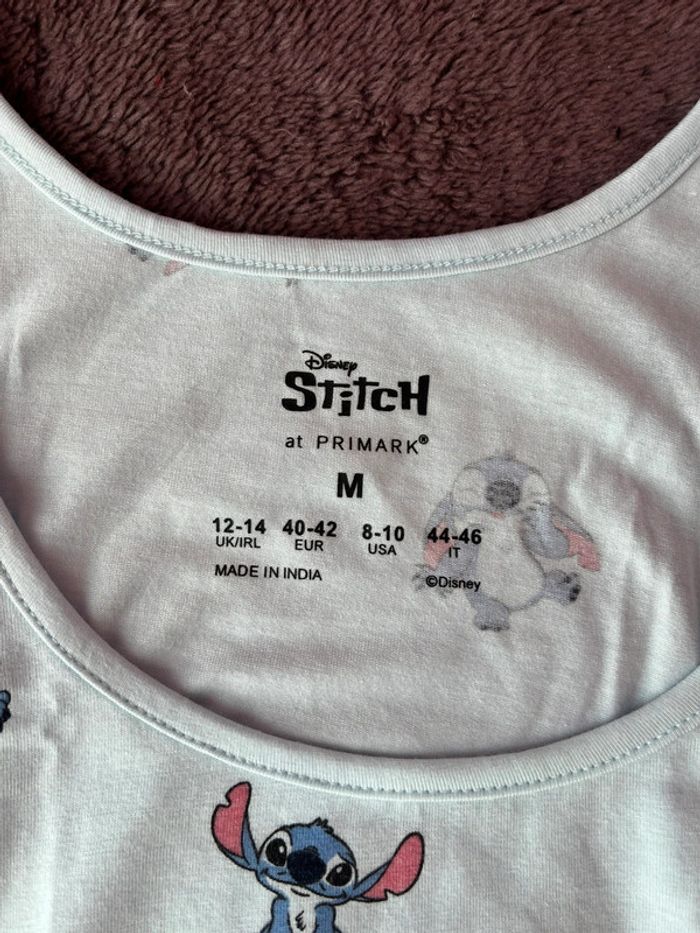 Disney
STITCH
at PRIMARK®
M
12-14 40-42 8-10 44-46
UK/IRL EUR USA IT
MADE IN INDIA ©Disney